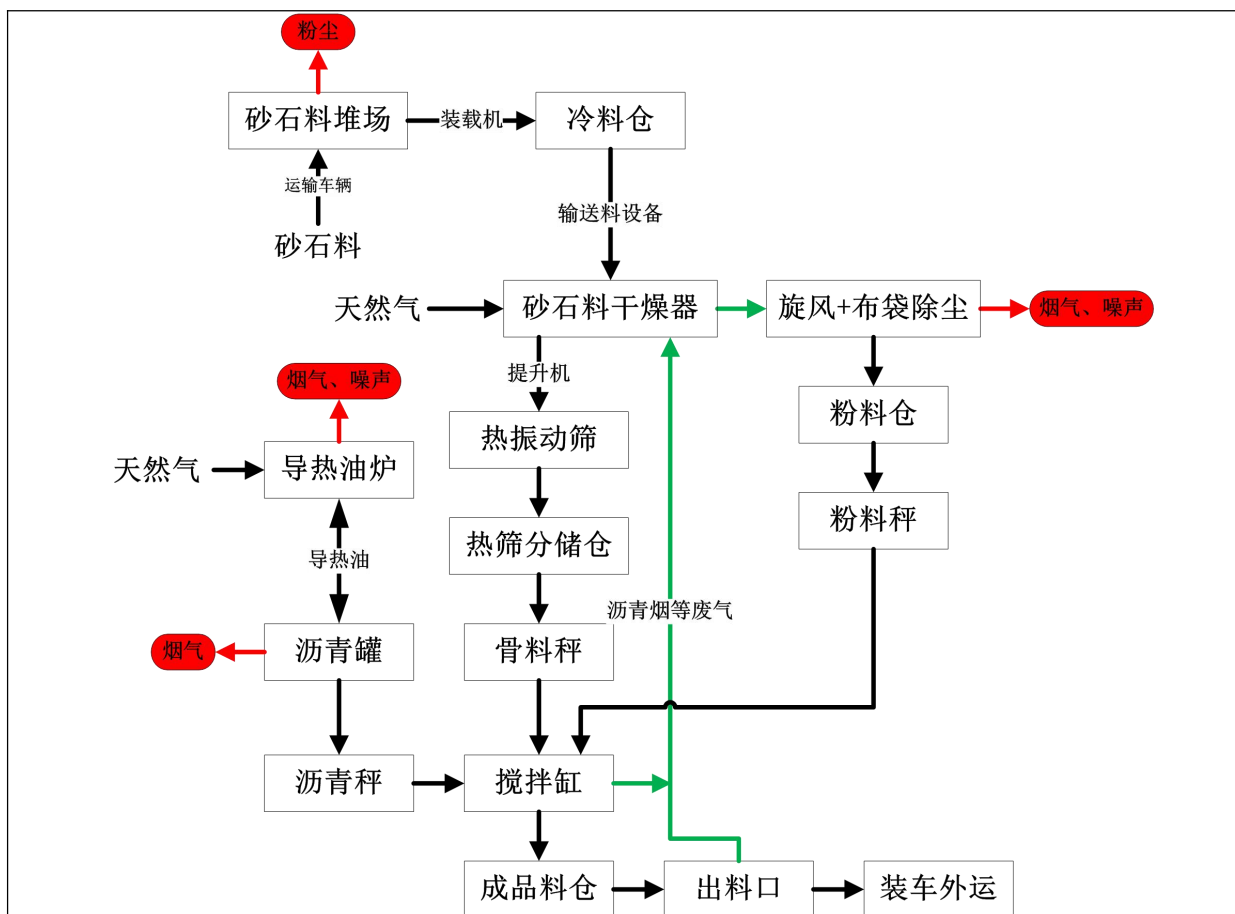 粉尘
砂石料堆场
装载机
冷料仓
运输车辆
砂石料
输送料设备
天然气
砂石料干燥器
旋风+布袋除尘
烟气、噪声
提升机
烟气、噪声
粉料仓
热振动筛
天然气
导热油炉
粉料秤
热筛分储仓
导热油
沥青烟等废气
烟气
沥青罐
骨料秤
沥青秤
搅拌缸
成品料仓
出料口
装车外运